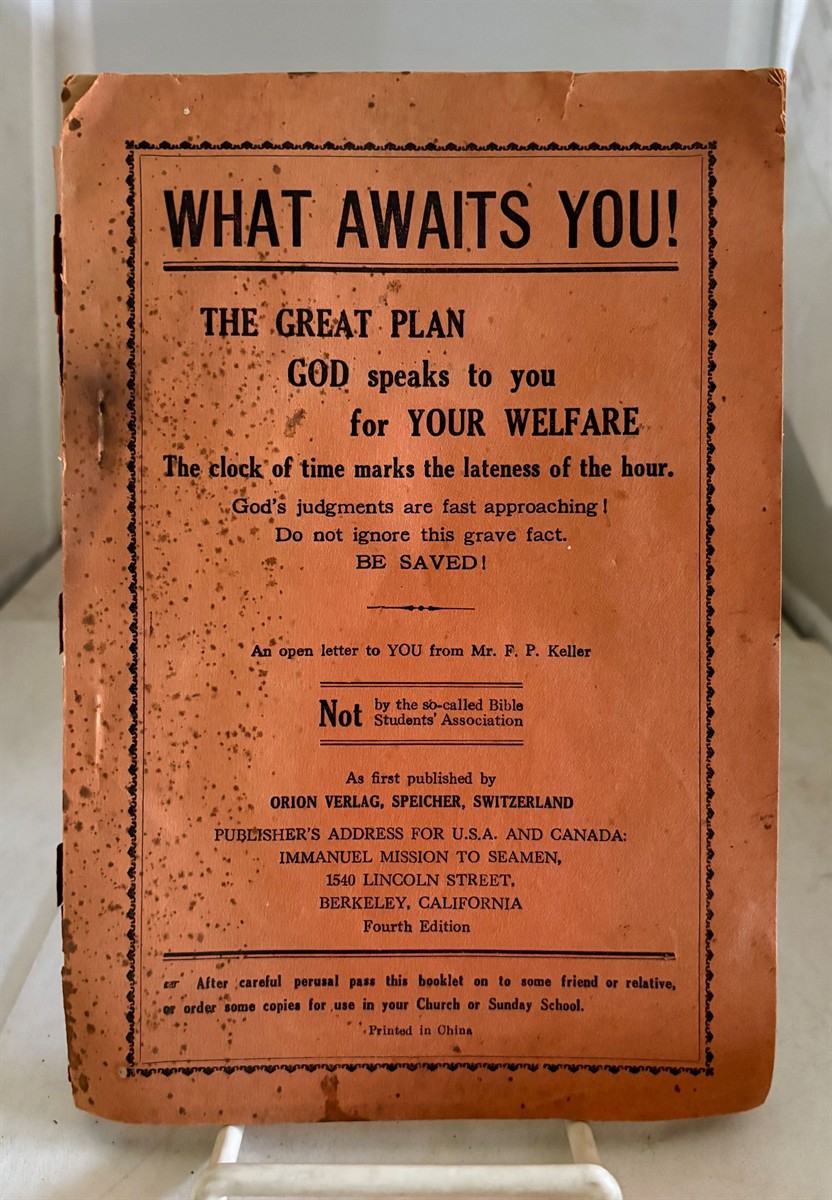 WHAT AWAITS YOU!
THE GREAT PLAN
GOD speaks to you
for YOUR WELFARE
The clock of time marks the lateness of the hour.
God's judgments are fast approaching!
Do not ignore this grave fact.
BE SAVED!
An open letter to YOU from Mr. F. P. Keller
Not by the so-called Bible
Students' Association
As first published by
ORION VERLAG, SPEICHER, SWITZERLAND
PUBLISHER'S ADDRESS FOR U.S.A. AND CANADA:
IMMANUEL MISSION TO SEAMEN,
1540 LINCOLN STREET,
BERKELEY, CALIFORNIA
Fourth Edition
☞ After careful perusal pass this booklet on to some friend or relative,
or order some copies for use in your Church or Sunday School.
Printed in China